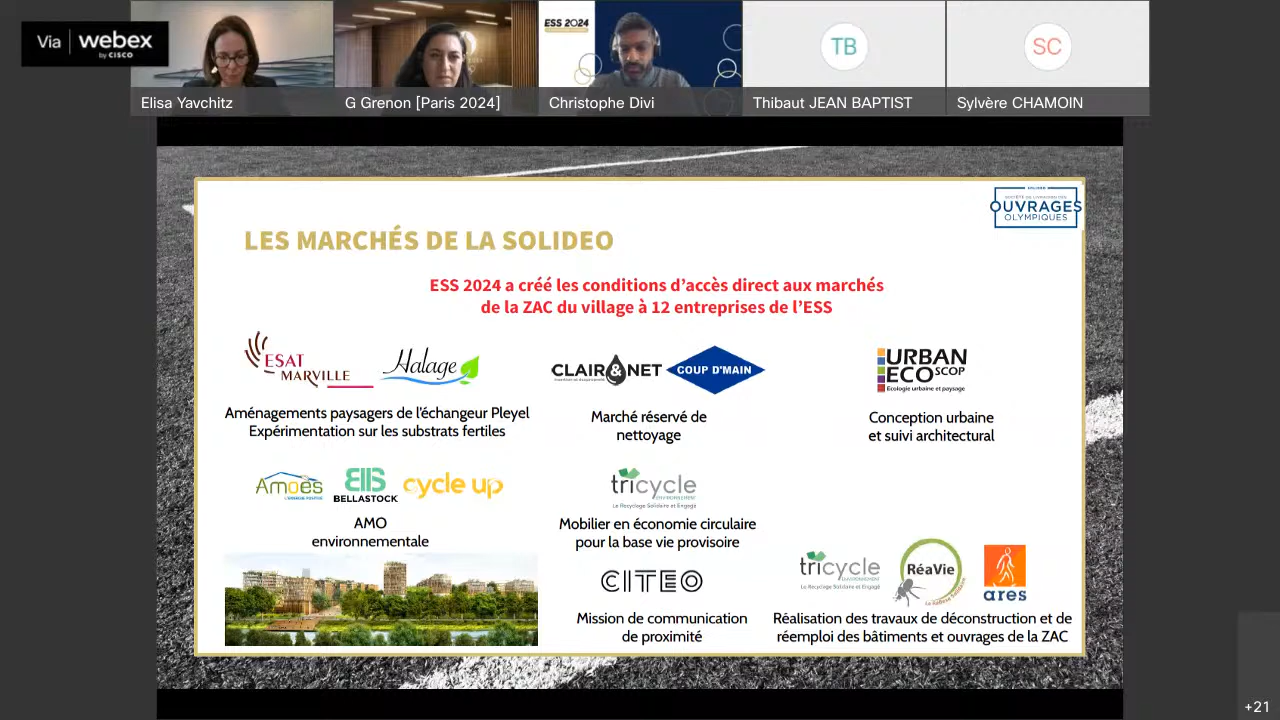 Via webex
by CISCO
ESS 2024
TB
SC
Elisa Yavchitz
G Grenon [Paris 2024]
Christophe Divi
Thibaut JEAN BAPTIST
Sylvère CHAMOIN
SOLIDEO
OUVRAGES
OLYMPIQUES
LES MARCHÉS DE LA SOLIDEO
ESS 2024 a créé les conditions d'accès direct aux marchés
de la ZAC du village à 12 entreprises de l'ESS
ESAT
MARVILLE
Halage
CLAIR&NET
COUP D'MAIN
URBAN
ECO SCOP
Écologie urbaine et paysage
Aménagements paysagers de l'échangeur Pleyel
Expérimentation sur les substrats fertiles
Marché réservé de
nettoyage
Conception urbaine
et suivi architectural
Amoès
L'ÉNERGIE POSITIVE
BELLASTOCK
cycle up
tricycle
ENVIRONNEMENT
Le Recyclage Solidaire et Engagé
AMO
environnementale
Mobilier en économie circulaire
pour la base vie provisoire
CITEO
Mission de communication
de proximité
tricycle
ENVIRONNEMENT
Le Recyclage Solidaire et Engagé
RéaVie
ares
Réalisation des travaux de déconstruction et de
réemploi des bâtiments et ouvrages de la ZAC
+21